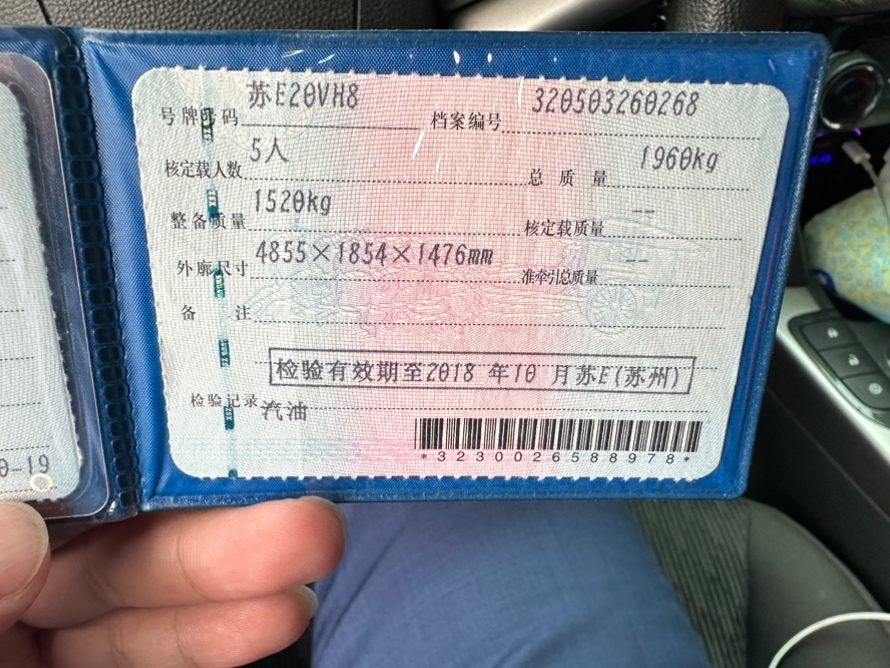 号牌号码 苏E20VH8 档案编号 320503260268
核定载人数 5人 总质量 1960kg
整备质量 1520kg 核定载质量 --
外廓尺寸 4855×1854×1476mm 准牵引总质量 --
备注
检验有效期至2018年10月苏E(苏州)
检验记录 汽油
*3230026588978*
0-19